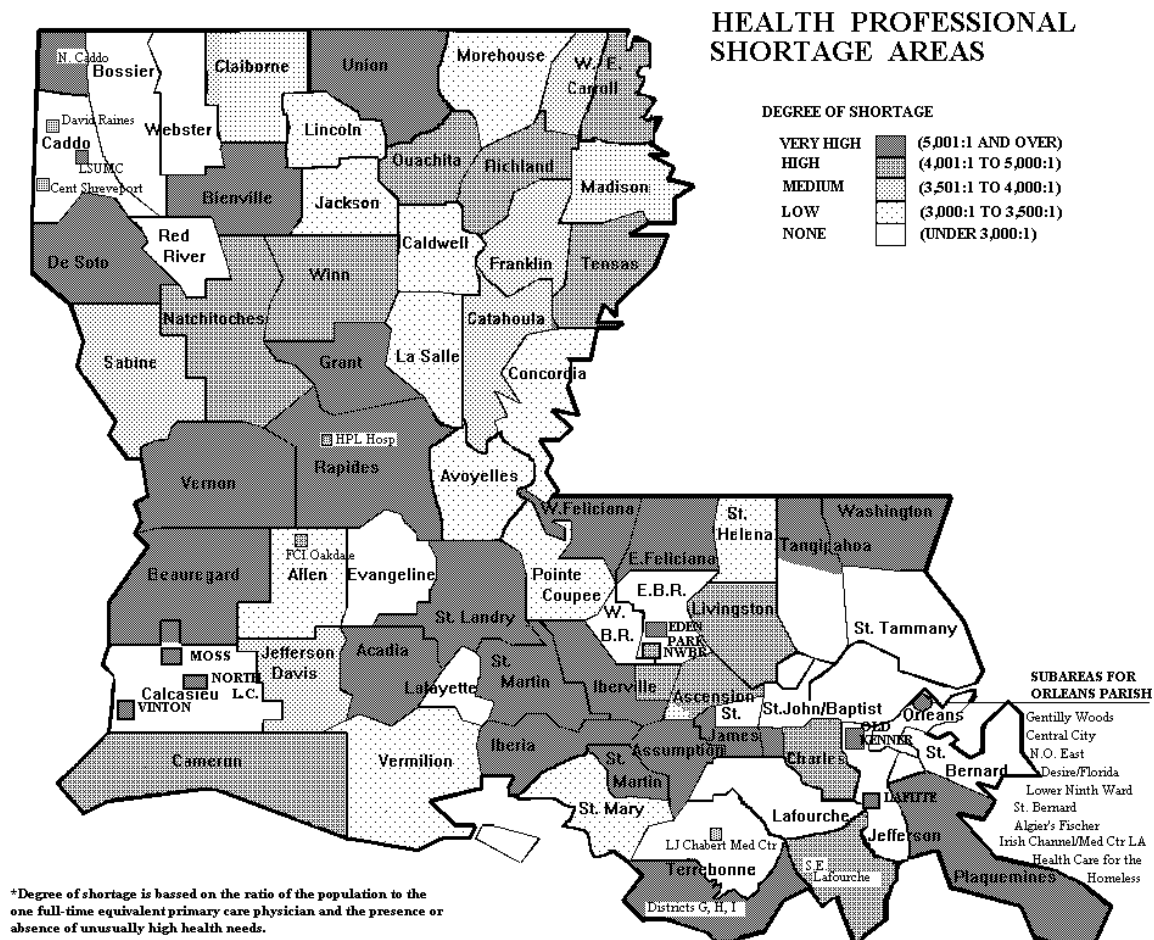 HEALTH PROFESSIONAL
SHORTAGE AREAS
DEGREE OF SHORTAGE
VERY HIGH (5,001:1 AND OVER)
HIGH (4,001:1 TO 5,000:1)
MEDIUM (3,501:1 TO 4,000:1)
LOW (3,000:1 TO 3,500:1)
NONE (UNDER 3,000:1)
N. Caddo
Bossier
Claiborne
Union
Morehouse
W. E.
Carroll
David Raines
Caddo
Webster
Lincoln
LSUMC
Cent Shreveport
Ouachita
Richland
Madison
Bienville
Jackson
Red
River
Caldwell
De Soto
Winn
Franklin
Tensas
Natchitoches
Catahoula
Sabine
Grant
La Salle
Concordia
HPL Hosp
Rapides
Avoyelles
Vernon
W.Feliciana
St.
Helena
Washington
Tangipahoa
E.Feliciana
FCI Oakdale
Beauregard
Allen
Evangeline
Pointe
Coupee
E.B.R.
W.
B.R.
Livingston
St. Landry
EDEN
PARK
NWBR
St. Tammany
MOSS
Jefferson
Davis
Acadia
St.
Martin
NORTH
L.C.
Calcasieu
Lafayette
Iberville
Ascension
VINTON
St.
James
St.John/Baptist
Orleans
OLD
KENNER
Cameron
Vermilion
Iberia
Assumption
St.
Martin
Charles
St.
Bernard
St. Mary
LAFITTE
Lafourche
Jefferson
LJ Chabert Med Ctr
Terrebonne
S.E.
Lafourche
Plaquemines
Districts G, H, I
SUBAREAS FOR
ORLEANS PARISH
Gentilly Woods
Central City
N.O. East
Desire/Florida
Lower Ninth Ward
St. Bernard
Algier's Fischer
Irish Channel/Med Ctr LA
Health Care for the
Homeless
*Degree of shortage is bassed on the ratio of the population to the
one full-time equivalent primary care physician and the presence or
absence of unusually high health needs.